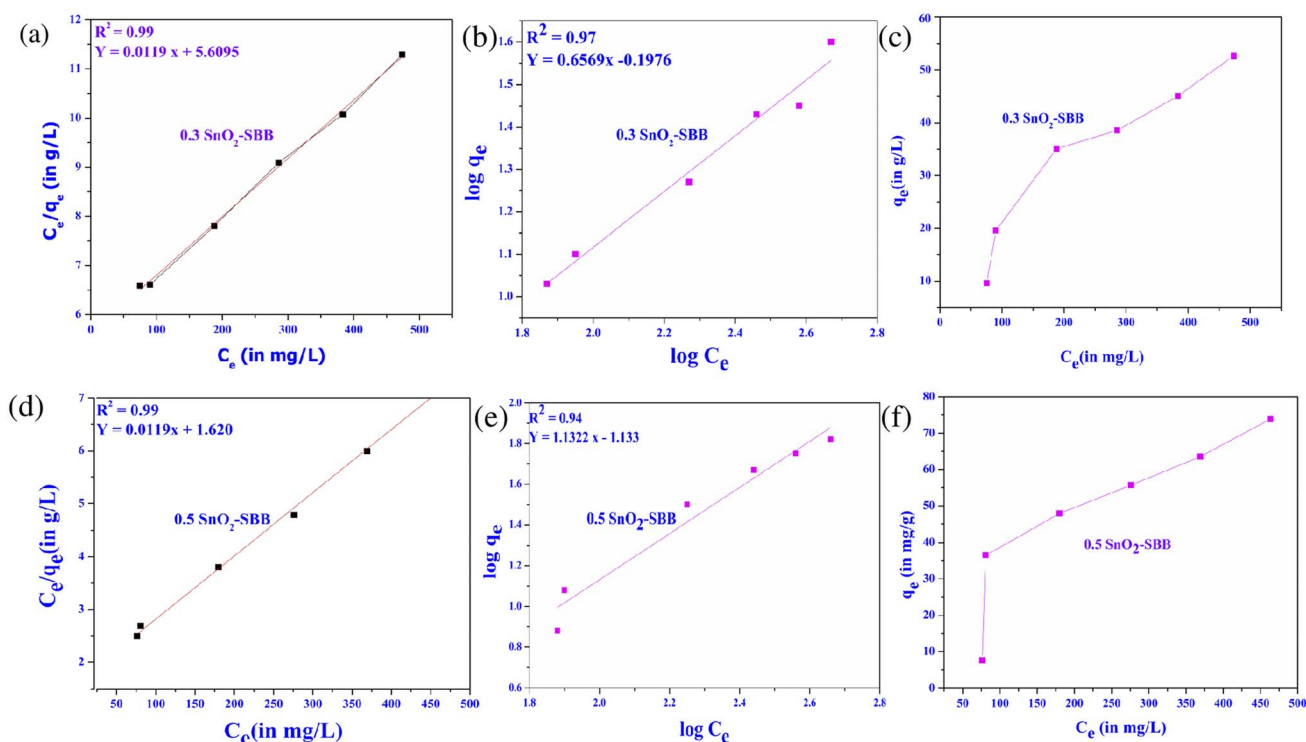 (a)
R² = 0.99
Y = 0.0119 x + 5.6095
0.3 SnO₂-SBB
Cₑ/qₑ (in g/L)
12
11
10
9
8
7
6
0 100 200 300 400 500
Cₑ (in mg/L)
(b)
R² = 0.97
Y = 0.6569x -0.1976
0.3 SnO₂-SBB
log qₑ
1.6
1.4
1.3
1.1
1.0
1.8 2.0 2.2 2.4 2.6 2.8
log Cₑ
(c)
0.3 SnO₂-SBB
qₑ(in g/L)
60
50
40
30
20
10
0 100 200 300 400 500
Cₑ(in mg/L)
(d)
R² = 0.99
Y = 0.0119x + 1.620
0.5 SnO₂-SBB
Cₑ/qₑ(in g/L)
7
6
5
4
3
2
50 100 150 200 250 300 350 400 450 500
Cₑ(in mg/L)
(e)
R² = 0.94
Y = 1.1322 x - 1.133
0.5 SnO₂-SBB
log qₑ
2.0
1.8
1.6
1.4
1.2
1.0
0.8
0.6
1.8 2.0 2.2 2.4 2.6 2.8
log Cₑ
(f)
0.5 SnO₂-SBB
qₑ (in mg/g)
80
70
60
50
40
30
20
10
0
50 100 150 200 250 300 350 400 450 500
Cₑ (in mg/L)